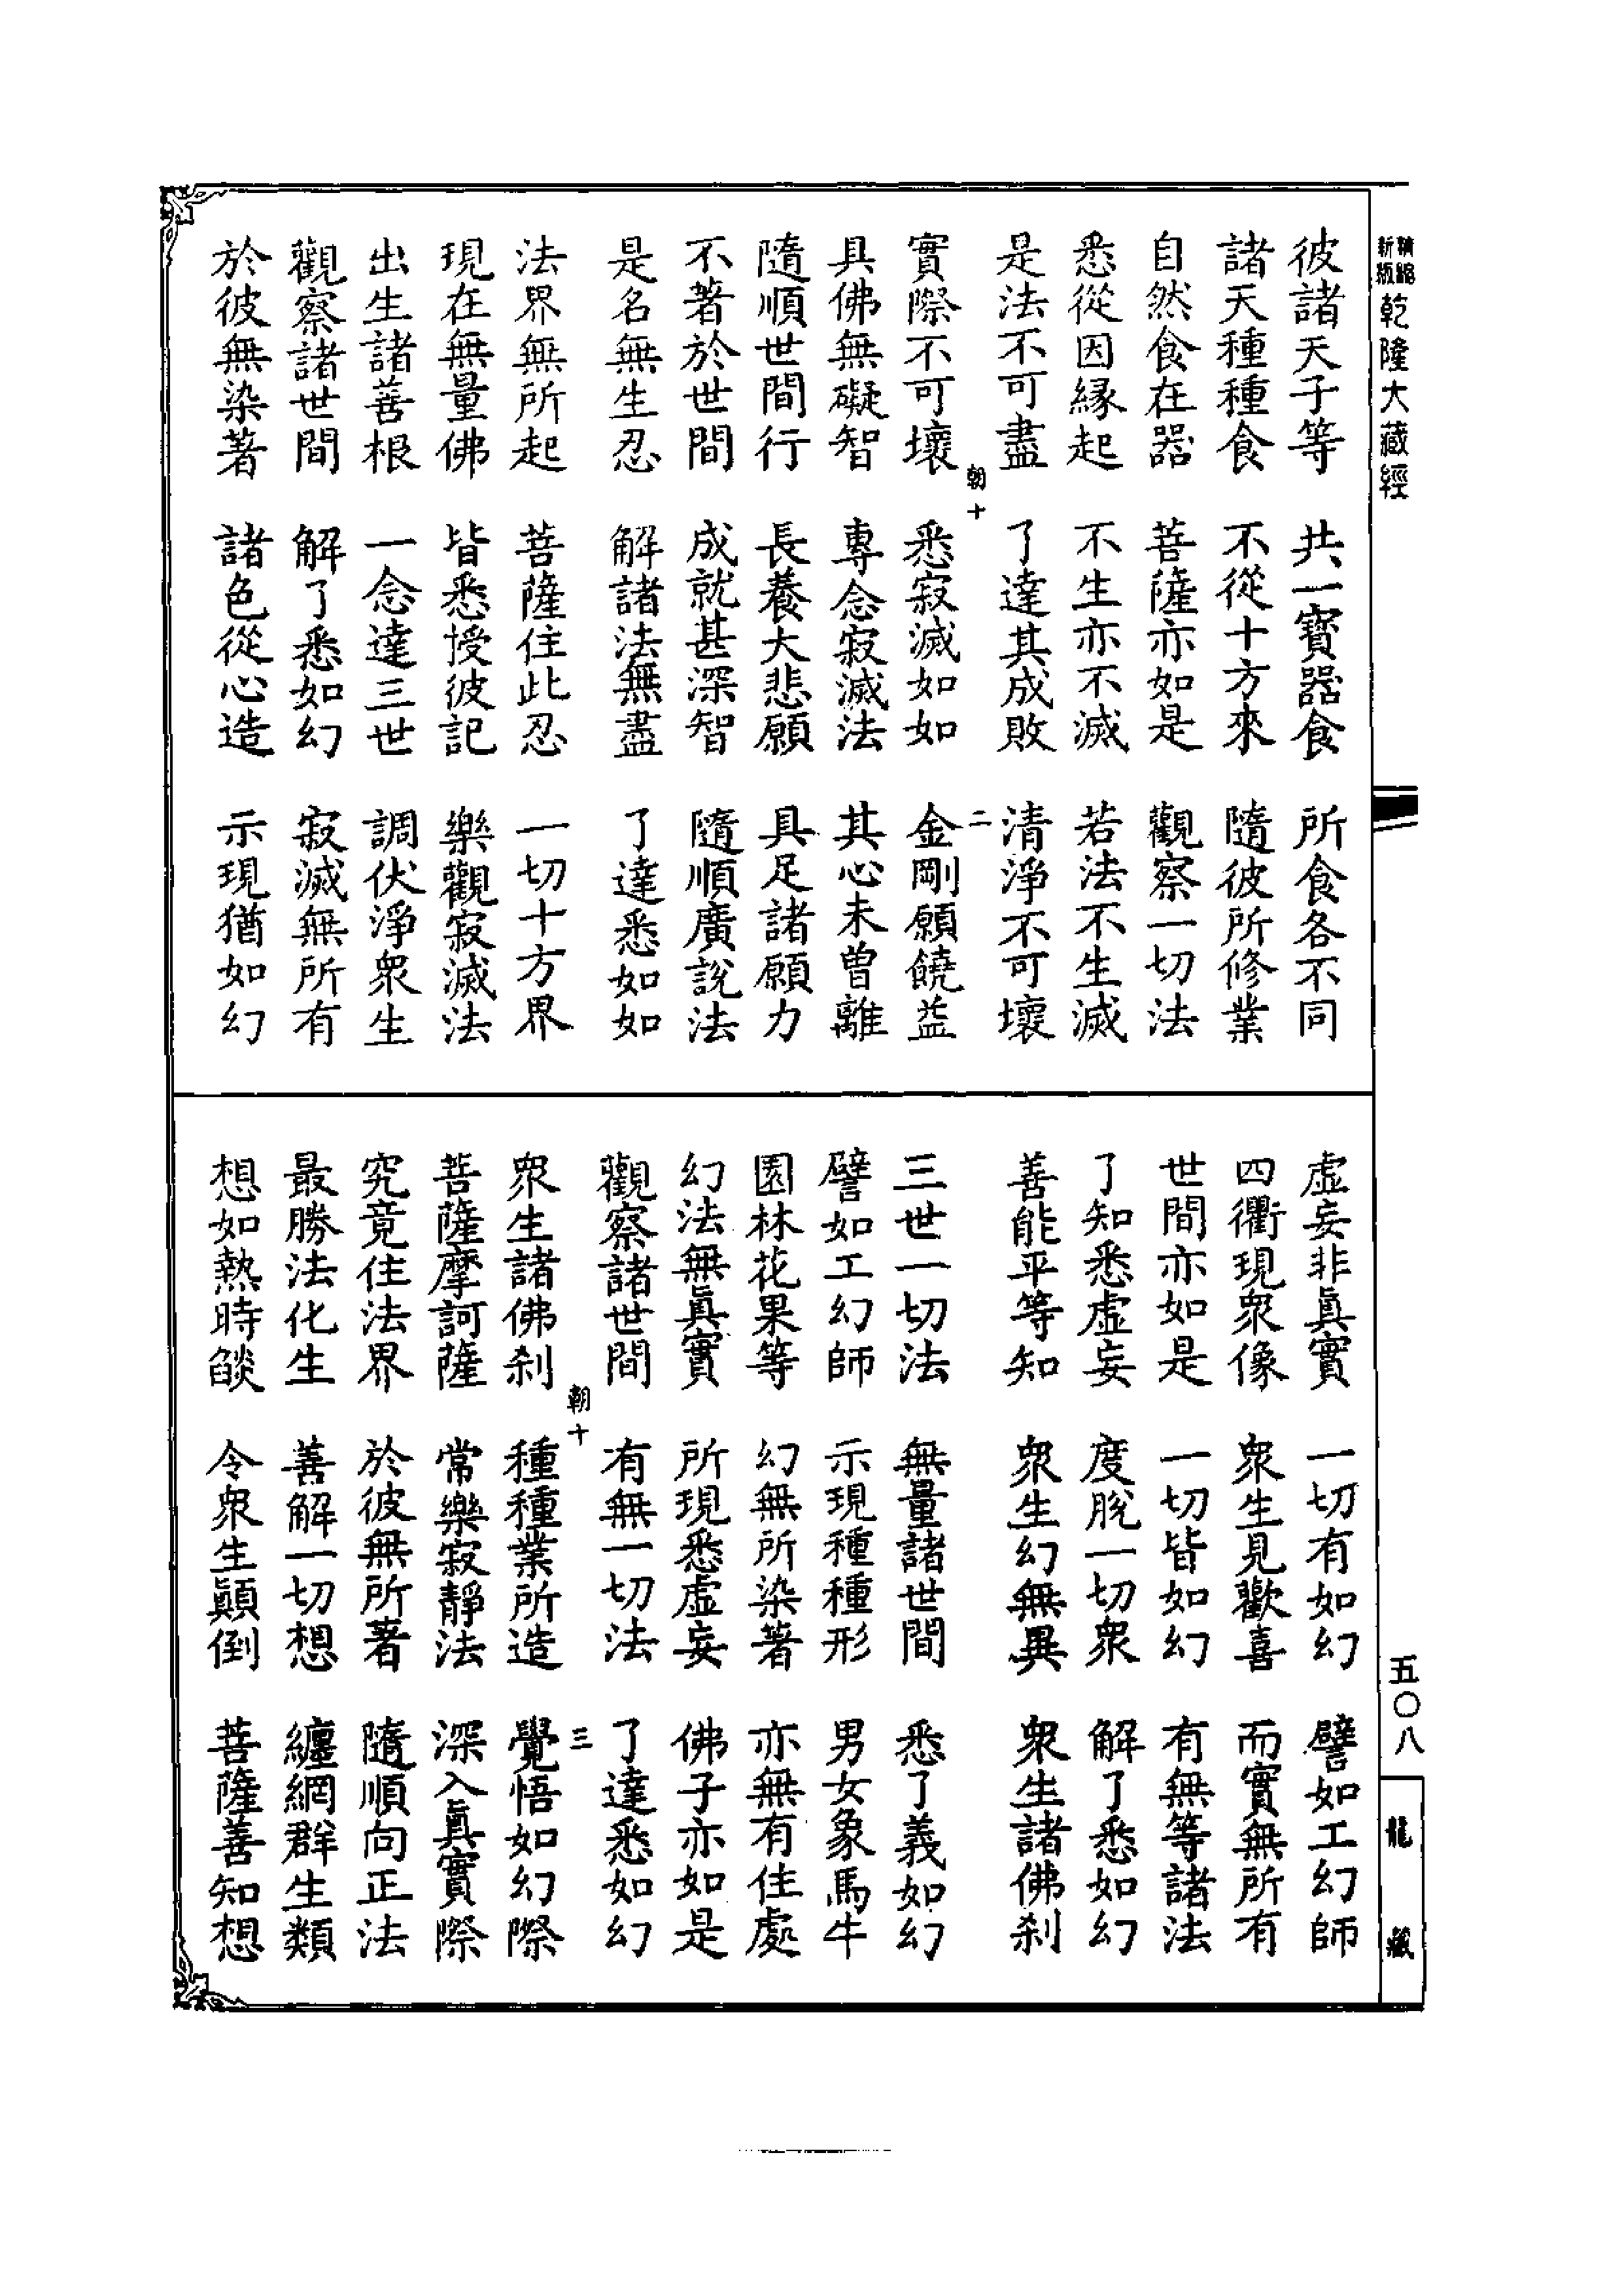 精縮新版乾隆大藏經
彼諸天子等 共一寶器食 所食各不同
諸天種種食 不從十方來 隨彼所修業
自然食在器 菩薩亦如是 觀察一切法
悉從因緣起 不生亦不滅 若法不生滅
是法不可盡 了達其成敗 清淨不可壞
朝十 二
實際不可壞 悉寂滅如如 金剛願饒益
具佛無礙智 專念寂滅法 其心未曾離
隨順世間行 長養大悲願 具足諸願力
不著於世間 成就甚深智 隨順廣說法
是名無生忍 解諸法無盡 了達悉如如
法界無所起 菩薩住此忍 一切十方界
現在無量佛 皆悉授彼記 樂觀寂滅法
出生諸善根 一念達三世 調伏淨衆生
觀察諸世間 解了悉如幻 寂滅無所有
於彼無染著 諸色從心造 示現猶如幻
虛妄非眞實 一切有如幻 譬如工幻師
四衢現衆像 衆生見歡喜 而實無所有
世間亦如是 一切皆如幻 有無等諸法
了知悉虛妄 度脫一切衆 解了悉如幻
善能平等知 衆生幻無異 衆生諸佛刹
三世一切法 無量諸世間 悉了義如幻
譬如工幻師 示現種種形 男女象馬牛
園林花果等 幻無所染著 亦無有住處
幻法無眞實 所現悉虛妄 佛子亦如是
觀察諸世間 有無一切法 了達悉如幻
朝十 三
衆生諸佛刹 種種業所造 覺悟如幻際
菩薩摩訶薩 常樂寂靜法 深入眞實際
究竟住法界 於彼無所著 隨順向正法
最勝法化生 善解一切想 纏網群生類
想如熱時燄 令衆生顚倒 菩薩善知想
五〇八
龍藏